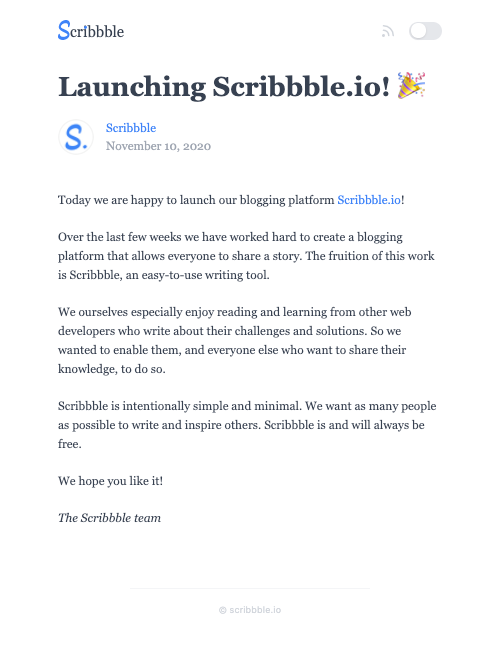 Scribbble
Launching Scribbble.io! 🎉
S.
Scribbble
November 10, 2020
Today we are happy to launch our blogging platform Scribbble.io!
Over the last few weeks we have worked hard to create a blogging
platform that allows everyone to share a story. The fruition of this work
is Scribbble, an easy-to-use writing tool.
We ourselves especially enjoy reading and learning from other web
developers who write about their challenges and solutions. So we
wanted to enable them, and everyone else who want to share their
knowledge, to do so.
Scribbble is intentionally simple and minimal. We want as many people
as possible to write and inspire others. Scribbble is and will always be
free.
We hope you like it!
The Scribbble team
© scribbble.io